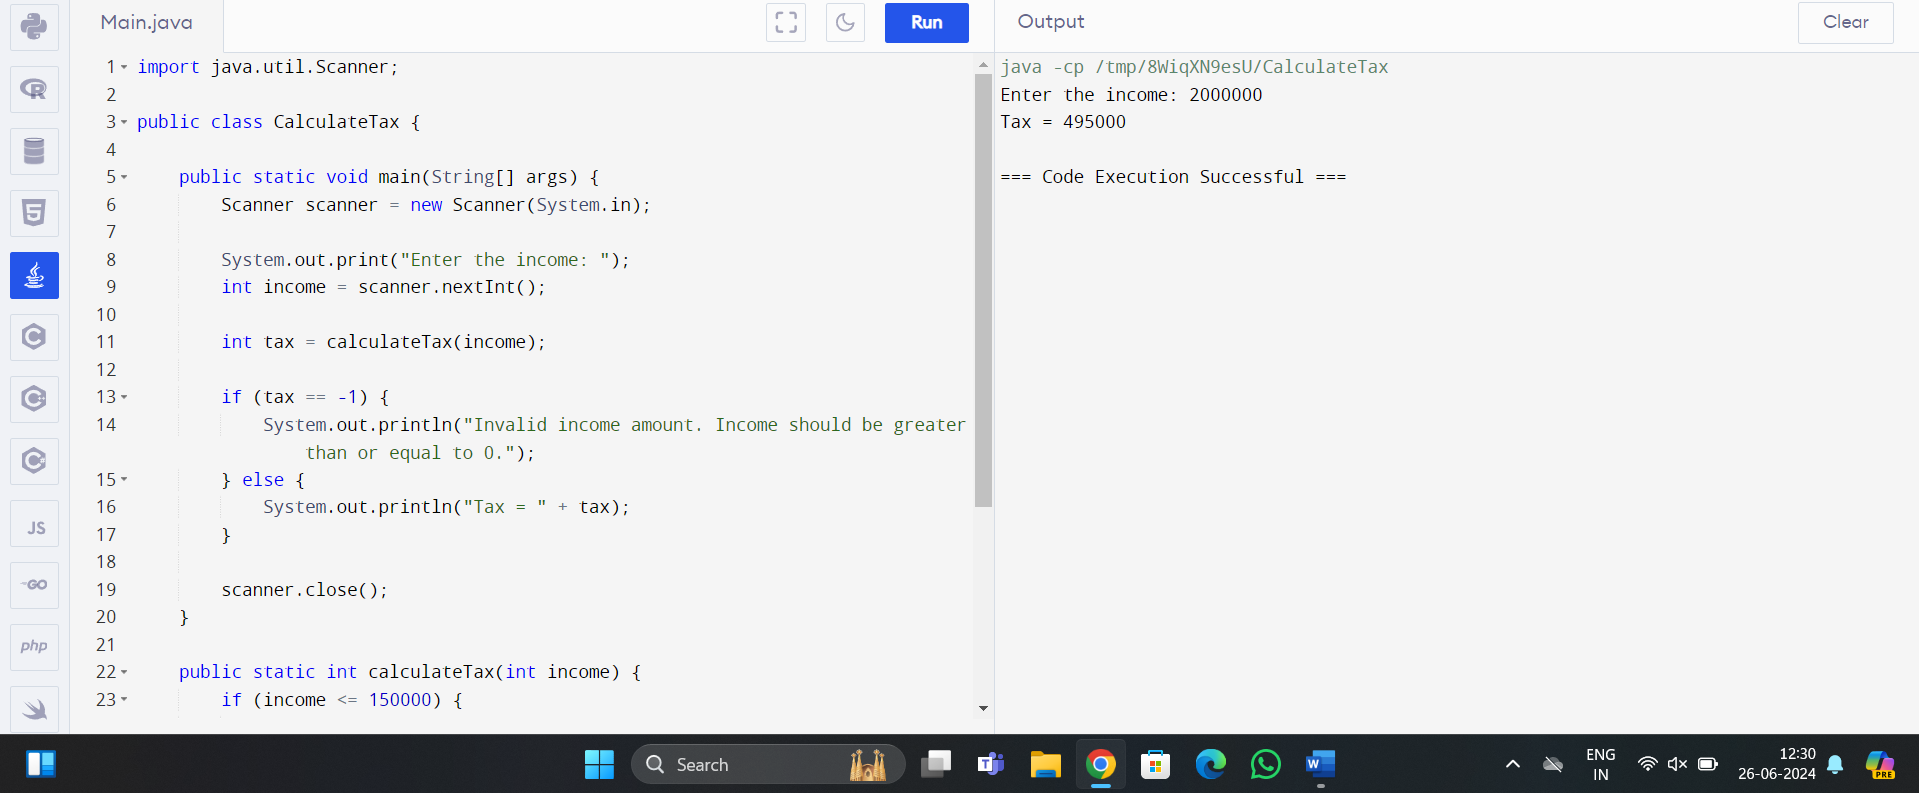 Main.java
Run
Output
Clear
1 import java.util.Scanner;
2
3 public class CalculateTax {
4
5 public static void main(String[] args) {
6 Scanner scanner = new Scanner(System.in);
7
8 System.out.print("Enter the income: ");
9 int income = scanner.nextInt();
10
11 int tax = calculateTax(income);
12
13 if (tax == -1) {
14 System.out.println("Invalid income amount. Income should be greater
than or equal to 0.");
15 } else {
16 System.out.println("Tax = " + tax);
17 }
18
19 scanner.close();
20 }
21
22 public static int calculateTax(int income) {
23 if (income <= 150000) {
java -cp /tmp/8WiqXN9esU/CalculateTax
Enter the income: 2000000
Tax = 495000
=== Code Execution Successful ===
R
5
C
C
C
JS
GO
php
Search
T
W
ENG
IN
12:30
26-06-2024
PRE